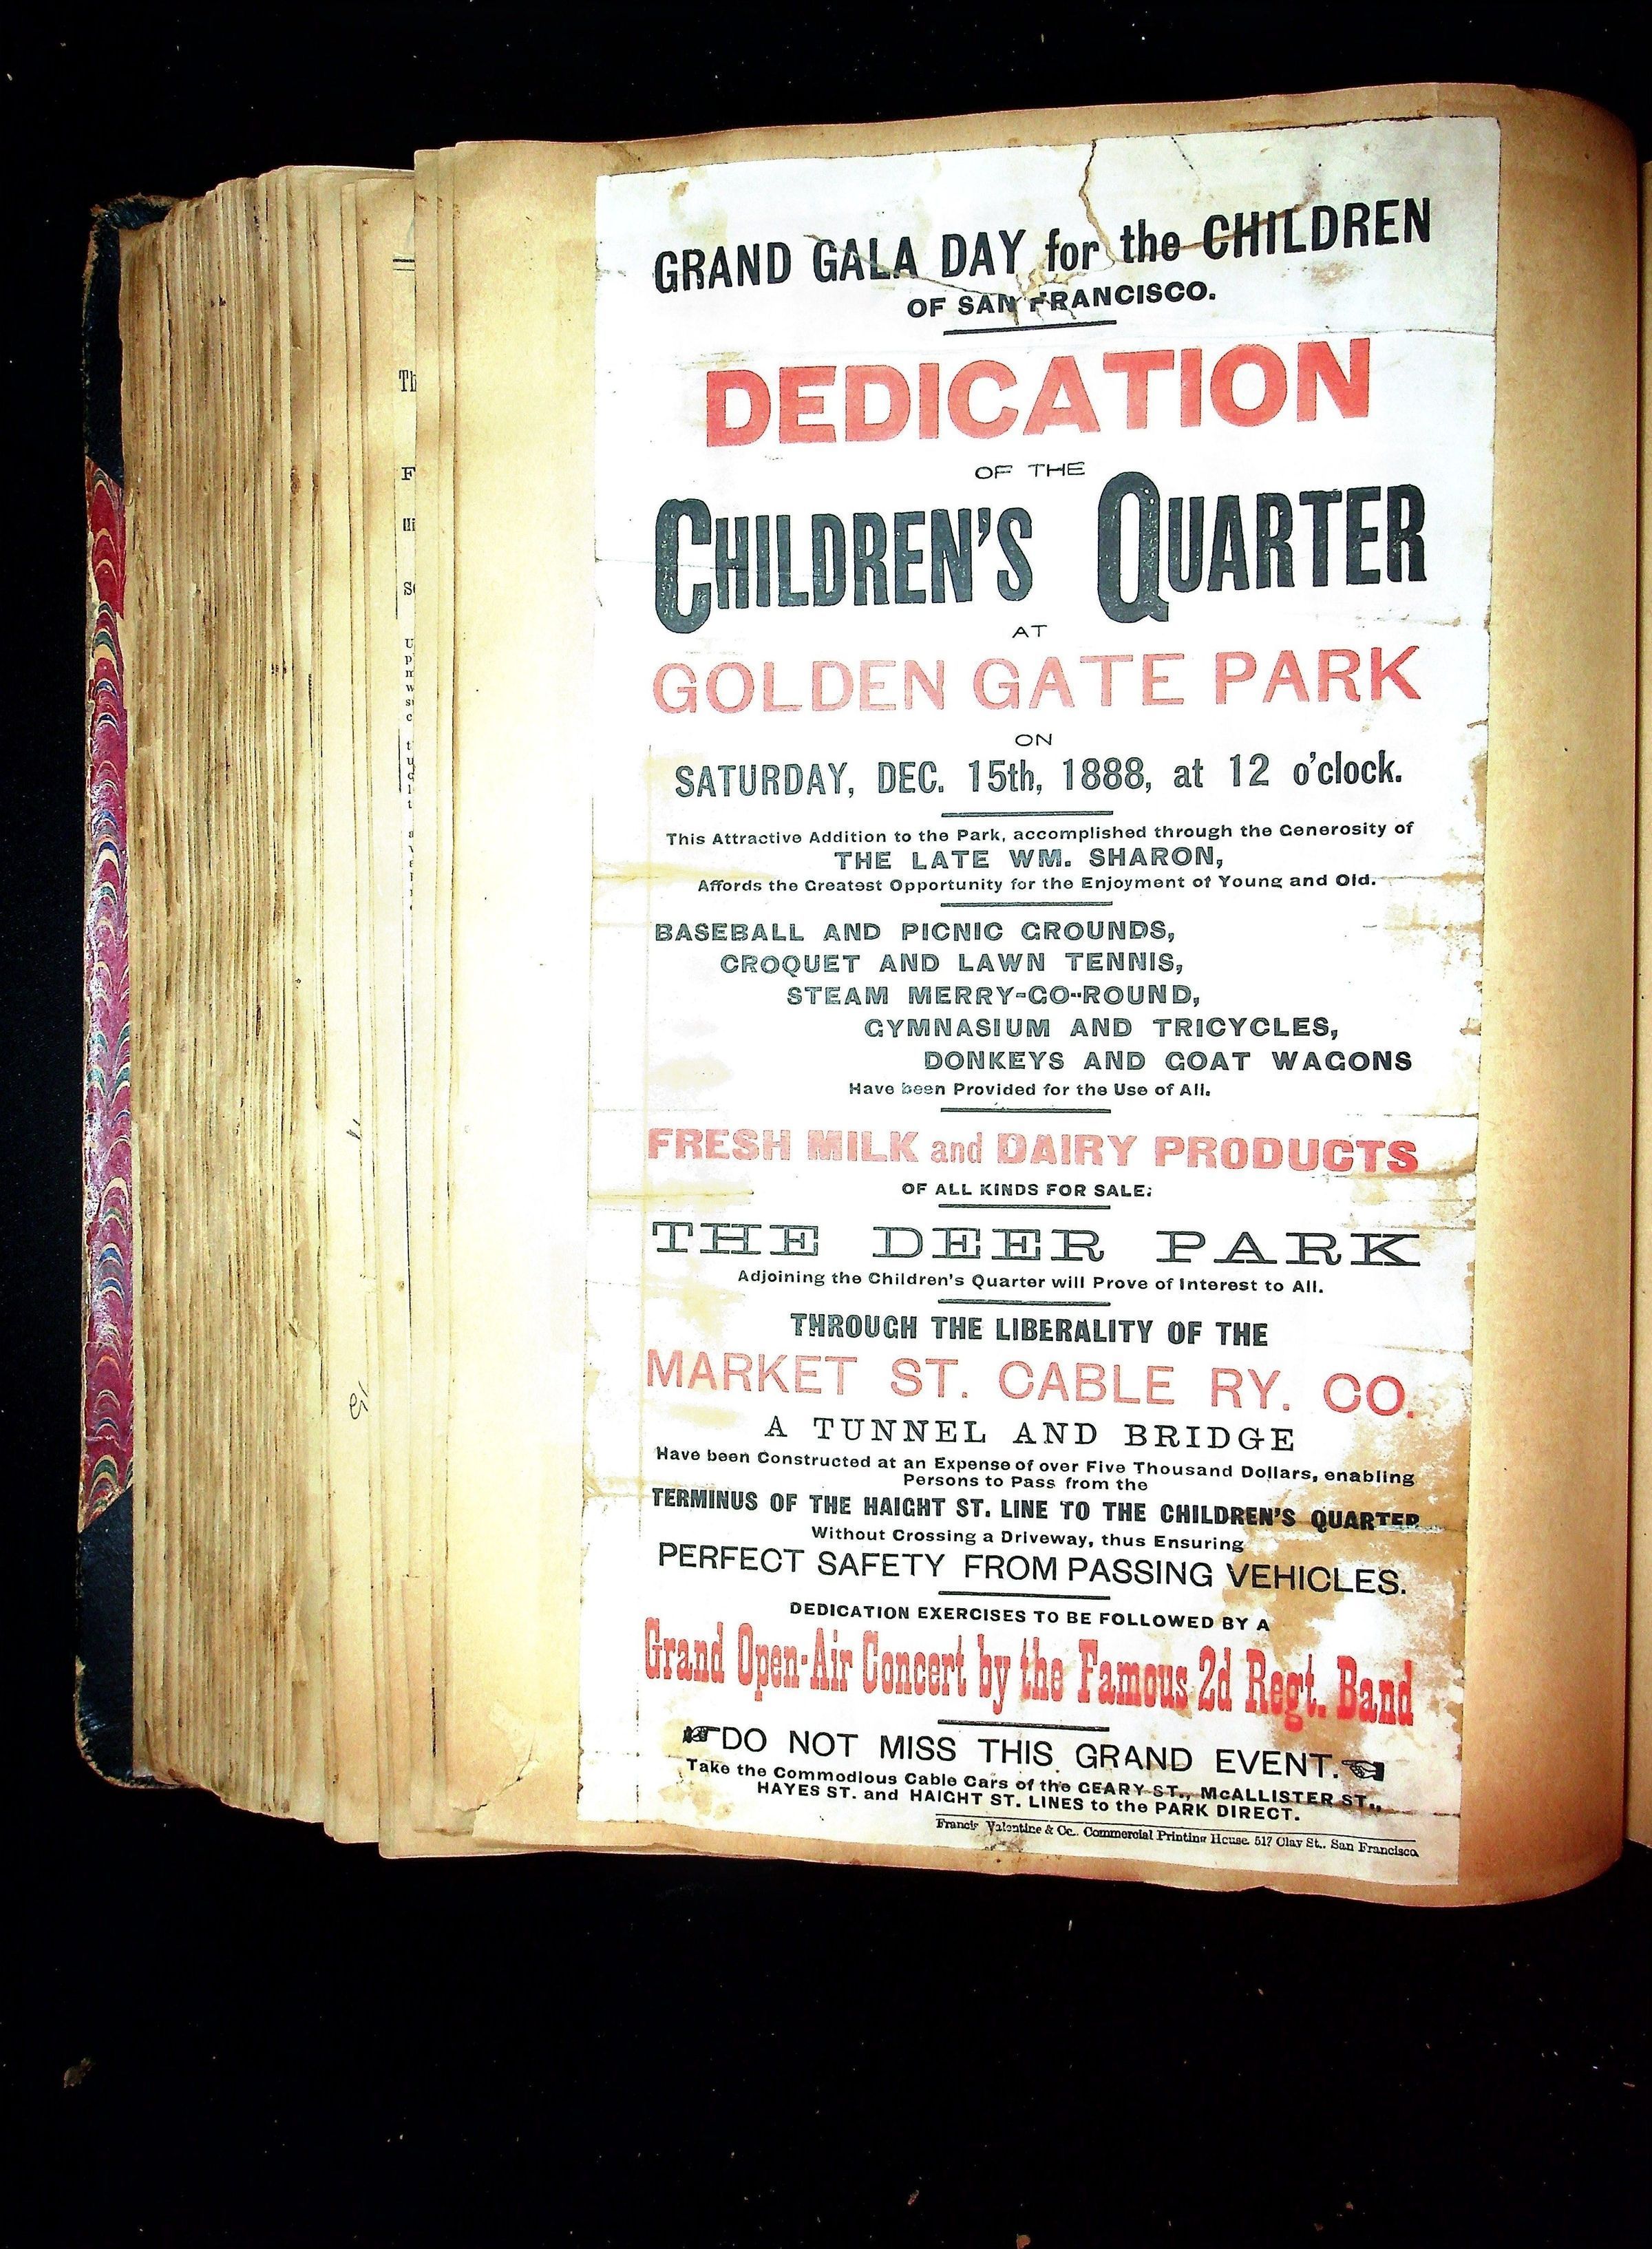 GRAND GALA DAY for the CHILDREN
OF SAN FRANCISCO.
DEDICATION
OF THE
CHILDREN'S QUARTER
AT
GOLDEN GATE PARK
ON
SATURDAY, DEC. 15th, 1888, at 12 o'clock.
This Attractive Addition to the Park, accomplished through the Generosity of
THE LATE WM. SHARON,
Affords the Greatest Opportunity for the Enjoyment of Young and Old.
BASEBALL AND PICNIC GROUNDS,
CROQUET AND LAWN TENNIS,
STEAM MERRY-GO-ROUND,
GYMNASIUM AND TRICYCLES,
DONKEYS AND GOAT WAGONS
Have been Provided for the Use of All.
FRESH MILK and DAIRY PRODUCTS
OF ALL KINDS FOR SALE.
THE DEER PARK
Adjoining the Children's Quarter will Prove of Interest to All.
THROUGH THE LIBERALITY OF THE
MARKET ST. CABLE RY. CO.
A TUNNEL AND BRIDGE
Have been Constructed at an Expense of over Five Thousand Dollars, enabling
Persons to Pass from the
TERMINUS OF THE HAIGHT ST. LINE TO THE CHILDREN'S QUARTER
Without Crossing a Driveway, thus Ensuring
PERFECT SAFETY FROM PASSING VEHICLES.
DEDICATION EXERCISES TO BE FOLLOWED BY A
Grand Open-Air Concert by the Famous 2d Regt. Band
☞DO NOT MISS THIS GRAND EVENT.☜
Take the Commodious Cable Cars of the GEARY ST., McALLISTER ST.,
HAYES ST. and HAIGHT ST. LINES to the PARK DIRECT.
Francis Valentine & Co., Commercial Printing House, 517 Clay St., San Francisco